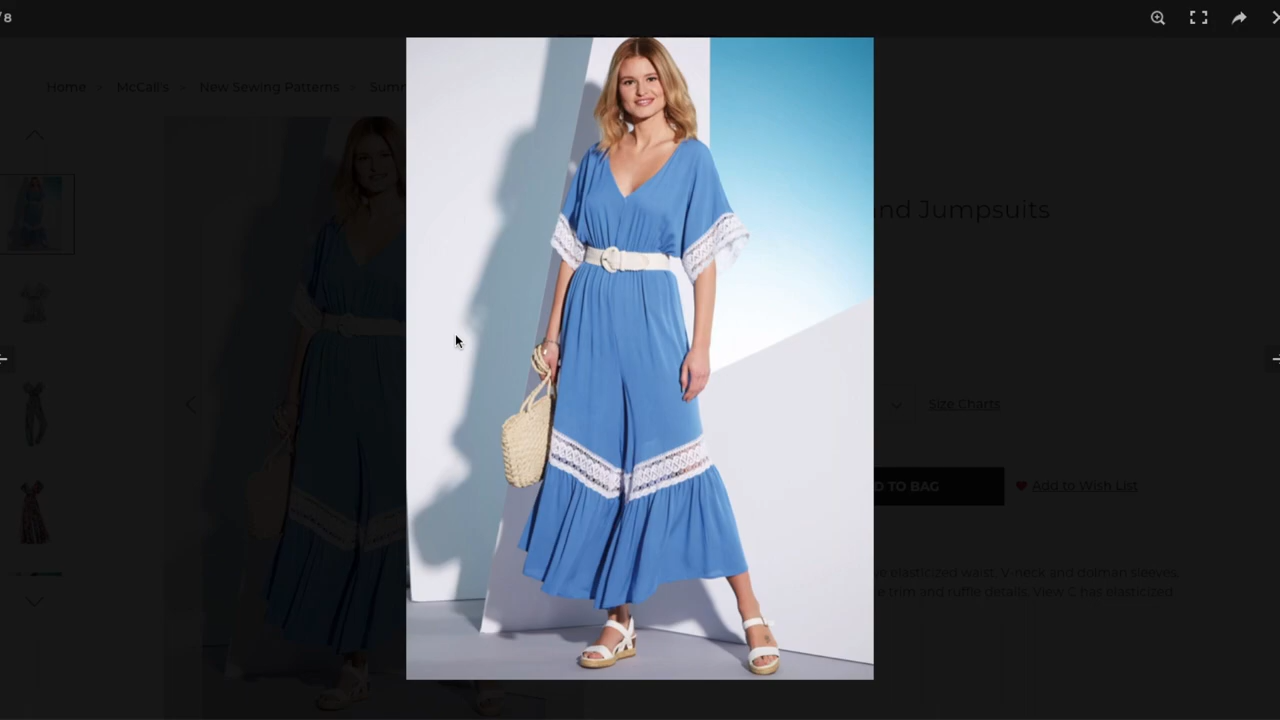 /8
Home McCall's New Sewing Patterns Summ
nd Jumpsuits
Size Charts
D TO BAG
Add to Wish List
ve elasticized waist, V-neck and dolman sleeves,
e trim and ruffle details. View C has elasticized